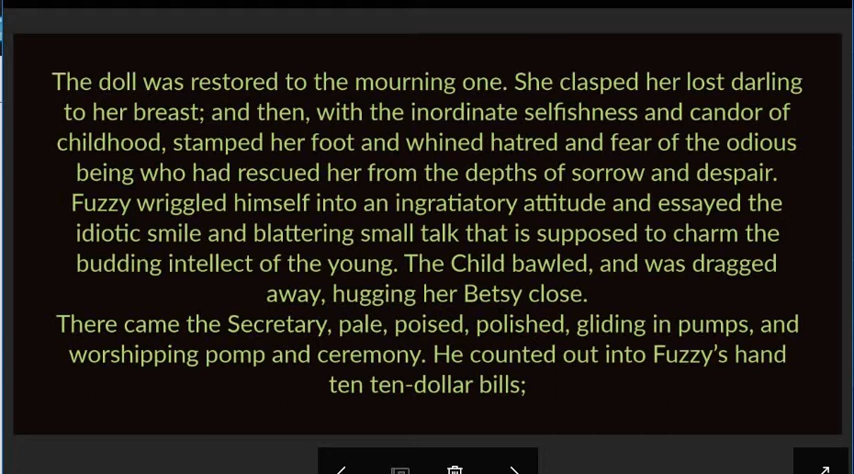 The doll was restored to the mourning one. She clasped her lost darling
to her breast; and then, with the inordinate selfishness and candor of
childhood, stamped her foot and whined hatred and fear of the odious
being who had rescued her from the depths of sorrow and despair.
Fuzzy wriggled himself into an ingratiatory attitude and essayed the
idiotic smile and blattering small talk that is supposed to charm the
budding intellect of the young. The Child bawled, and was dragged
away, hugging her Betsy close.
There came the Secretary, pale, poised, polished, gliding in pumps, and
worshipping pomp and ceremony. He counted out into Fuzzy’s hand
ten ten-dollar bills;